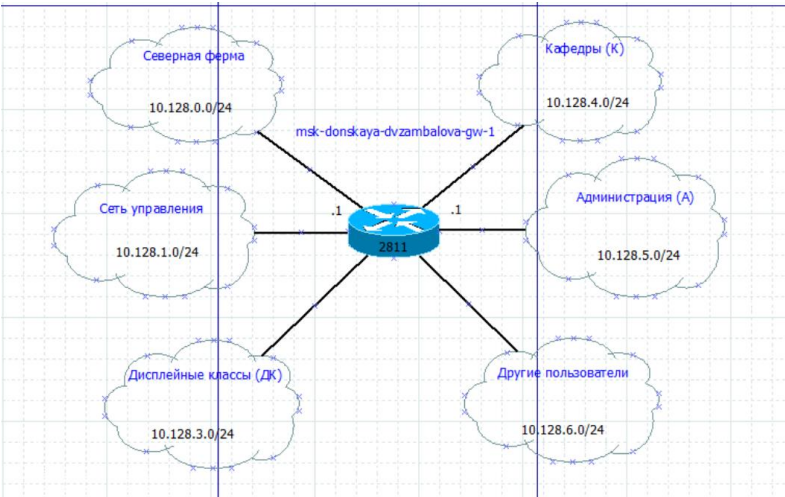 Северная ферма
10.128.0.0/24
Кафедры (К)
10.128.4.0/24
msk-donskaya-dvzambalova-gw-1
Сеть управления
10.128.1.0/24
.1
.1
2811
Администрация (А)
10.128.5.0/24
Дисплейные классы (ДК)
10.128.3.0/24
Другие пользователи
10.128.6.0/24